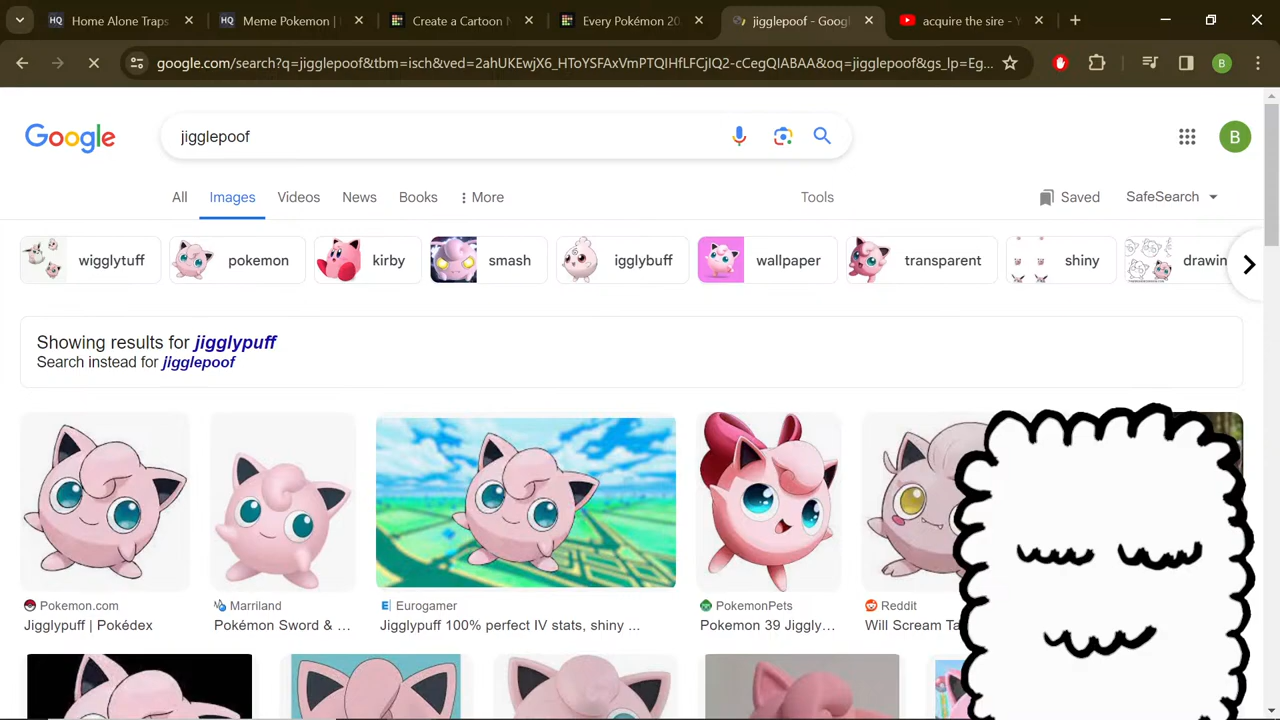 Home Alone Traps
Meme Pokemon |
Create a Cartoon
Every Pokémon 20
jigglepoof - Goog
acquire the sire - Y
google.com/search?q=jigglepoof&tbm=isch&ved=2ahUKEwjX6_HToYSFAxVmPTQIHfLFCjIQ2-cCegQIABAA&oq=jigglepoof&gs_lp=Eg...
B
Google
jigglepoof
B
All
Images
Videos
News
Books
More
Tools
Saved
SafeSearch
wigglytuff
pokemon
kirby
smash
igglybuff
wallpaper
transparent
shiny
drawin
Showing results for jigglypuff
Search instead for jigglepoof
Pokemon.com
Jigglypuff | Pokédex
Marriland
Pokémon Sword & ...
Eurogamer
Jigglypuff 100% perfect IV stats, shiny ...
PokemonPets
Pokemon 39 Jiggly...
Reddit
Will Scream Ta